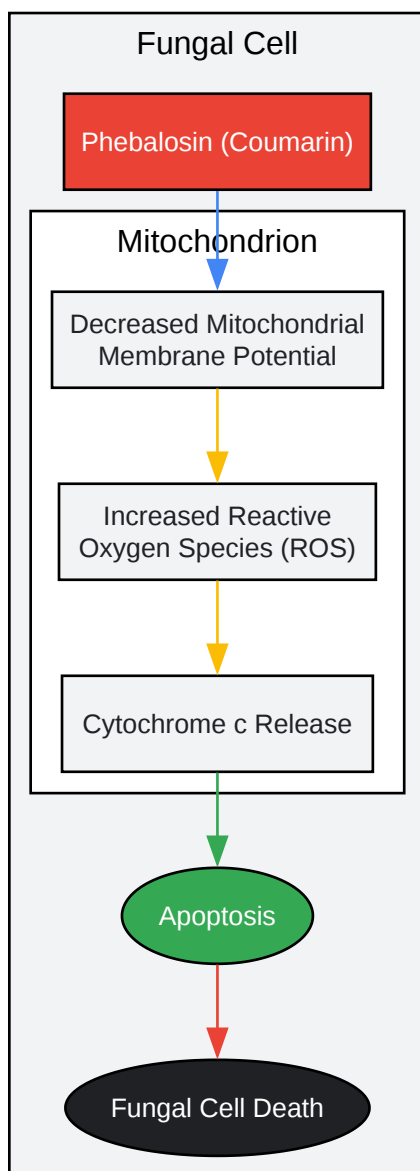 Fungal Cell
Phebalosin (Coumarin)
Mitochondrion
Decreased Mitochondrial
Membrane Potential
Increased Reactive
Oxygen Species (ROS)
Cytochrome c Release
Apoptosis
Fungal Cell Death